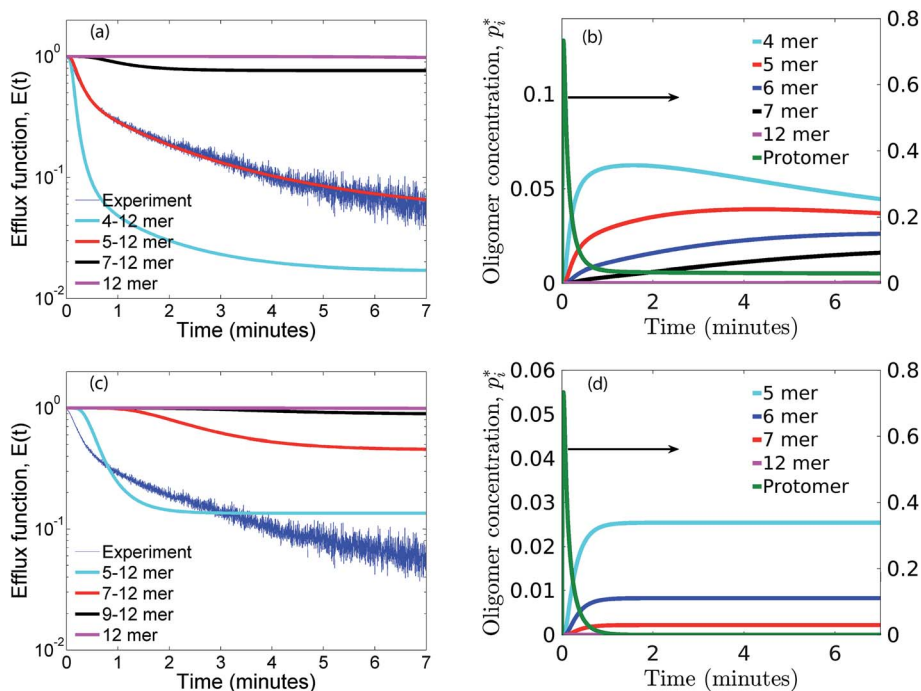 (a)
Efflux function, E(t)
10⁰
10⁻¹
10⁻²
Experiment
4-12 mer
5-12 mer
7-12 mer
12 mer
0 1 2 3 4 5 6 7
Time (minutes)
(b)
Oligomer concentration, p*ᵢ
0.1
0.05
0
4 mer
5 mer
6 mer
7 mer
12 mer
Protomer
0.8
0.6
0.4
0.2
0
0 2 4 6
Time (minutes)
(c)
Efflux function, E(t)
10⁰
10⁻¹
10⁻²
Experiment
5-12 mer
7-12 mer
9-12 mer
12 mer
0 1 2 3 4 5 6 7
Time (minutes)
(d)
Oligomer concentration, p*ᵢ
0.06
0.05
0.04
0.03
0.02
0.01
0
5 mer
6 mer
7 mer
12 mer
Protomer
0.8
0.6
0.4
0.2
0
0 2 4 6
Time (minutes)